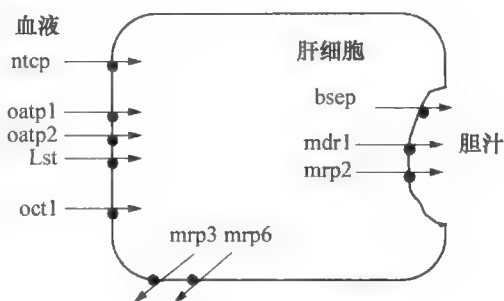 血液
肝细胞
ntcp
bsep
oatp1
oatp2
mdr1
胆汁
Lst
mrp2
oct1
mrp3 mrp6